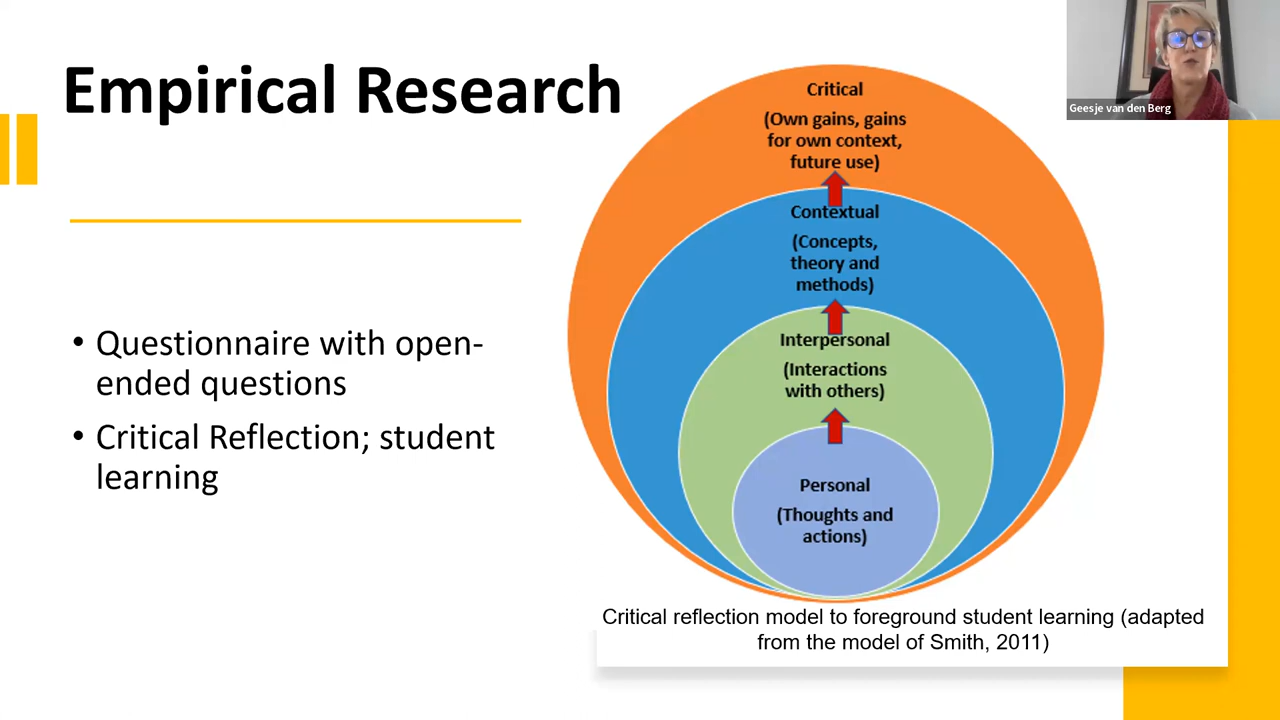 Empirical Research
Geesje van den Berg
• Questionnaire with open-
ended questions
• Critical Reflection; student
learning
Critical
(Own gains, gains
for own context,
future use)
Contextual
(Concepts,
theory and
methods)
Interpersonal
(Interactions
with others)
Personal
(Thoughts and
actions)
Critical reflection model to foreground student learning (adapted
from the model of Smith, 2011)